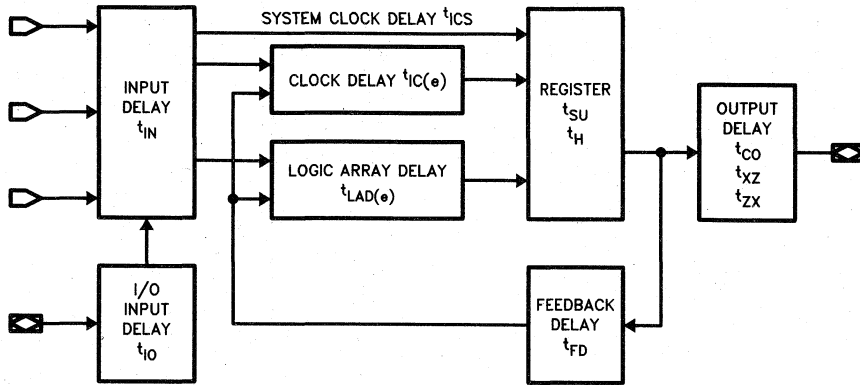 SYSTEM CLOCK DELAY tICS
INPUT
DELAY
tIN
CLOCK DELAY tIC(e)
LOGIC ARRAY DELAY
tLAD(e)
REGISTER
tSU
tH
OUTPUT
DELAY
tCO
tXZ
tZX
I/O
INPUT
DELAY
tIO
FEEDBACK
DELAY
tFD